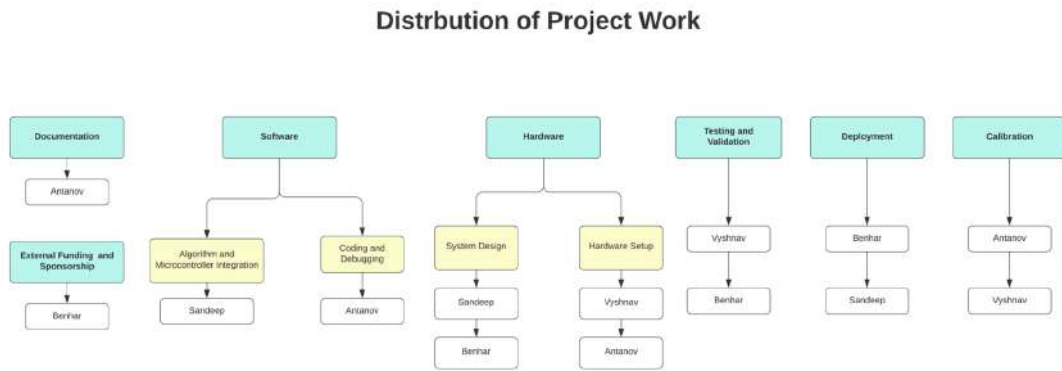 Distrbution of Project Work
Documentation
Antanov
External Funding and
Sponsorship
Benhar
Software
Algorithm and
Microcontroller Integration
Sandeep
Coding and
Debugging
Antanov
Hardware
System Design
Sandeep
Benhar
Hardware Setup
Vyshnav
Antanov
Testing and
Validation
Vyshnav
Benhar
Deployment
Benhar
Sandeep
Calibration
Antanov
Vyshnav